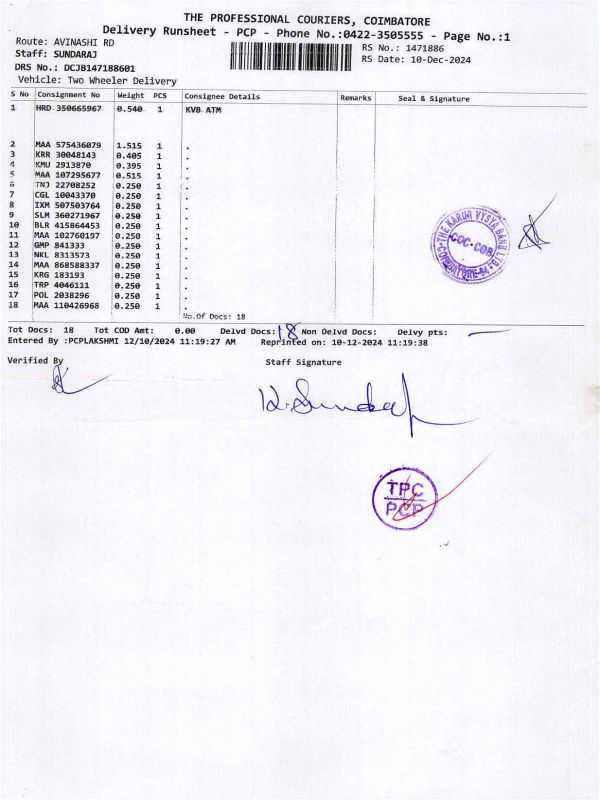 THE PROFESSIONAL COURIERS, COIMBATORE
Delivery Runsheet - PCP - Phone No.:0422-3505555 - Page No.:1
Route: AVINASHI RD
RS No.: 1471886
Staff: SUNDARAJ
RS Date: 10-Dec-2024
DRS No.: DCJB147188601
Vehicle: Two Wheeler Delivery
S No Consignment No Weight PCS Consignee Details Remarks Seal & Signature
1 HRD 350665967 0.540 1 KVB ATM
2 MAA 575436079 1.515 1 .
3 KRR 30048143 0.405 1 .
4 KMU 2913870 0.395 1 .
5 MAA 107295677 0.515 1 .
6 TNJ 22708252 0.250 1 .
7 CGL 10043370 0.250 1 .
8 IXM 507503764 0.250 1 .
9 SLM 360271967 0.250 1 .
10 BLR 415864453 0.250 1 .
11 MAA 102760197 0.250 1 .
12 GMP 841333 0.250 1 .
13 NKL 8313573 0.250 1 .
14 MAA 868588337 0.250 1 .
15 KRG 183193 0.250 1 .
16 TRP 4046111 0.250 1 .
17 POL 2038296 0.250 1 .
18 MAA 110426968 0.250 1 .
THE KARUR VYSYA BANK LTD.
COIMBATORE
No.Of Docs: 18
Tot Docs: 18 Tot COD Amt: 0.00 Delvd Docs: 18 Non Delvd Docs: Delvy pts: —
Entered By :PCPLAKSHMI 12/10/2024 11:19:27 AM Reprinted on: 10-12-2024 11:19:38
Verified By Staff Signature
K. Sundaraj
TPC
PCP